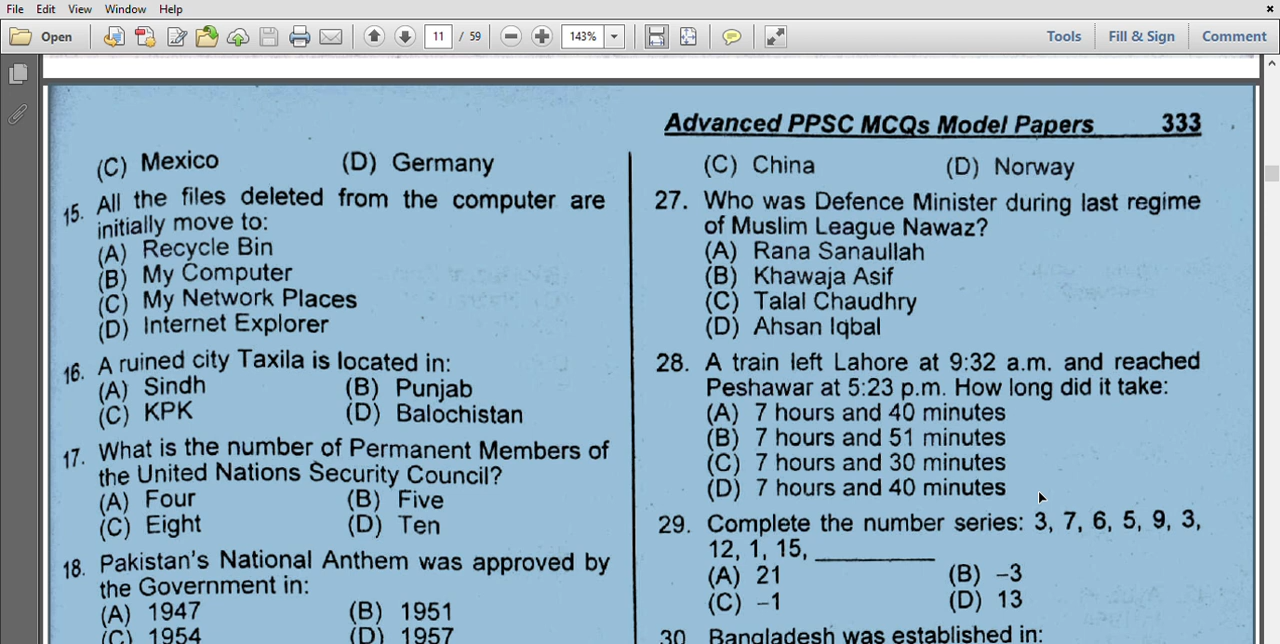 File Edit View Window Help
Open 11 / 59 143% Tools Fill & Sign Comment
Advanced PPSC MCQs Model Papers 333
(C) Mexico (D) Germany
15. All the files deleted from the computer are
initially move to:
(A) Recycle Bin
(B) My Computer
(C) My Network Places
(D) Internet Explorer
16. A ruined city Taxila is located in:
(A) Sindh (B) Punjab
(C) KPK (D) Balochistan
17. What is the number of Permanent Members of
the United Nations Security Council?
(A) Four (B) Five
(C) Eight (D) Ten
18. Pakistan's National Anthem was approved by
the Government in:
(A) 1947 (B) 1951
(C) 1954 (D) 1957
(C) China (D) Norway
27. Who was Defence Minister during last regime
of Muslim League Nawaz?
(A) Rana Sanaullah
(B) Khawaja Asif
(C) Talal Chaudhry
(D) Ahsan Iqbal
28. A train left Lahore at 9:32 a.m. and reached
Peshawar at 5:23 p.m. How long did it take:
(A) 7 hours and 40 minutes
(B) 7 hours and 51 minutes
(C) 7 hours and 30 minutes
(D) 7 hours and 40 minutes
29. Complete the number series: 3, 7, 6, 5, 9, 3,
12, 1, 15, __________
(A) 21 (B) –3
(C) –1 (D) 13
30. Bangladesh was established in: